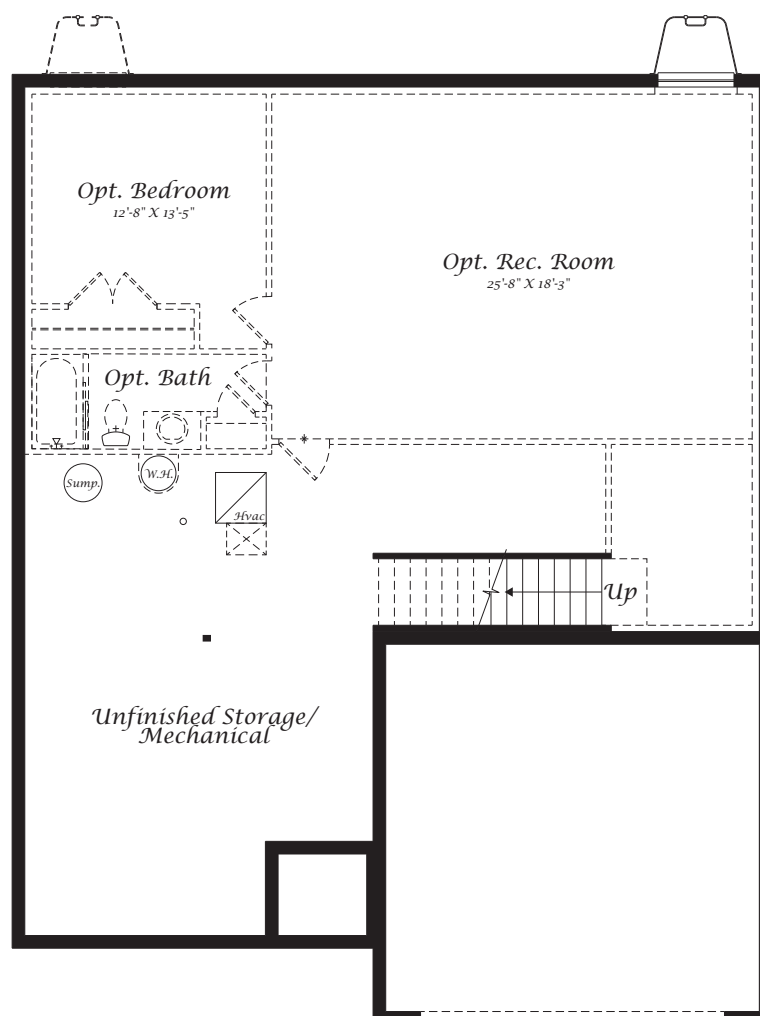 Opt. Bedroom
12'-8" X 13'-5"
Opt. Rec. Room
25'-8" X 18'-3"
Opt. Bath
Sump.
W.H.
Hvac
Up
Unfinished Storage/
Mechanical